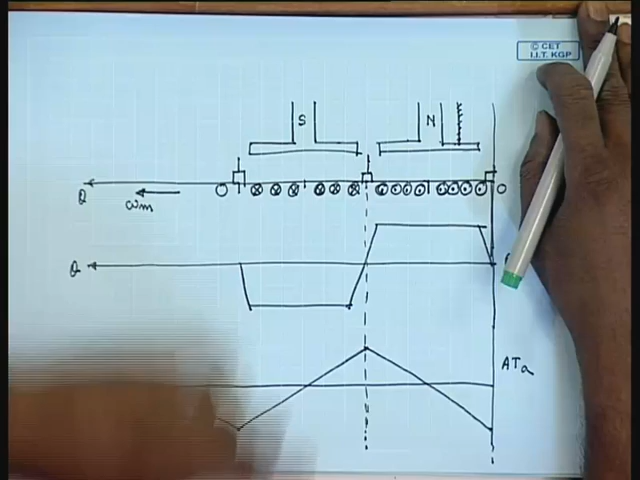 © CET
I.I.T. KGP
S
N
θ
ωm
θ
ATa